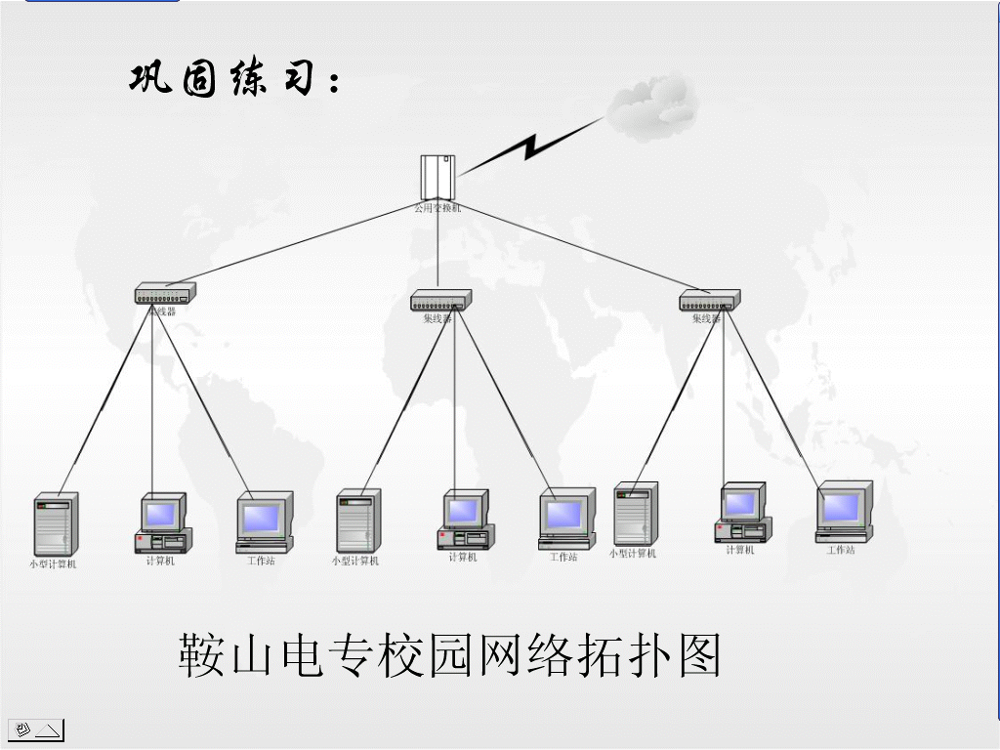 巩固练习：
公用交换机
集线器
集线器
集线器
小型计算机
计算机
工作站
小型计算机
计算机
工作站
小型计算机
计算机
工作站
鞍山电专校园网络拓扑图